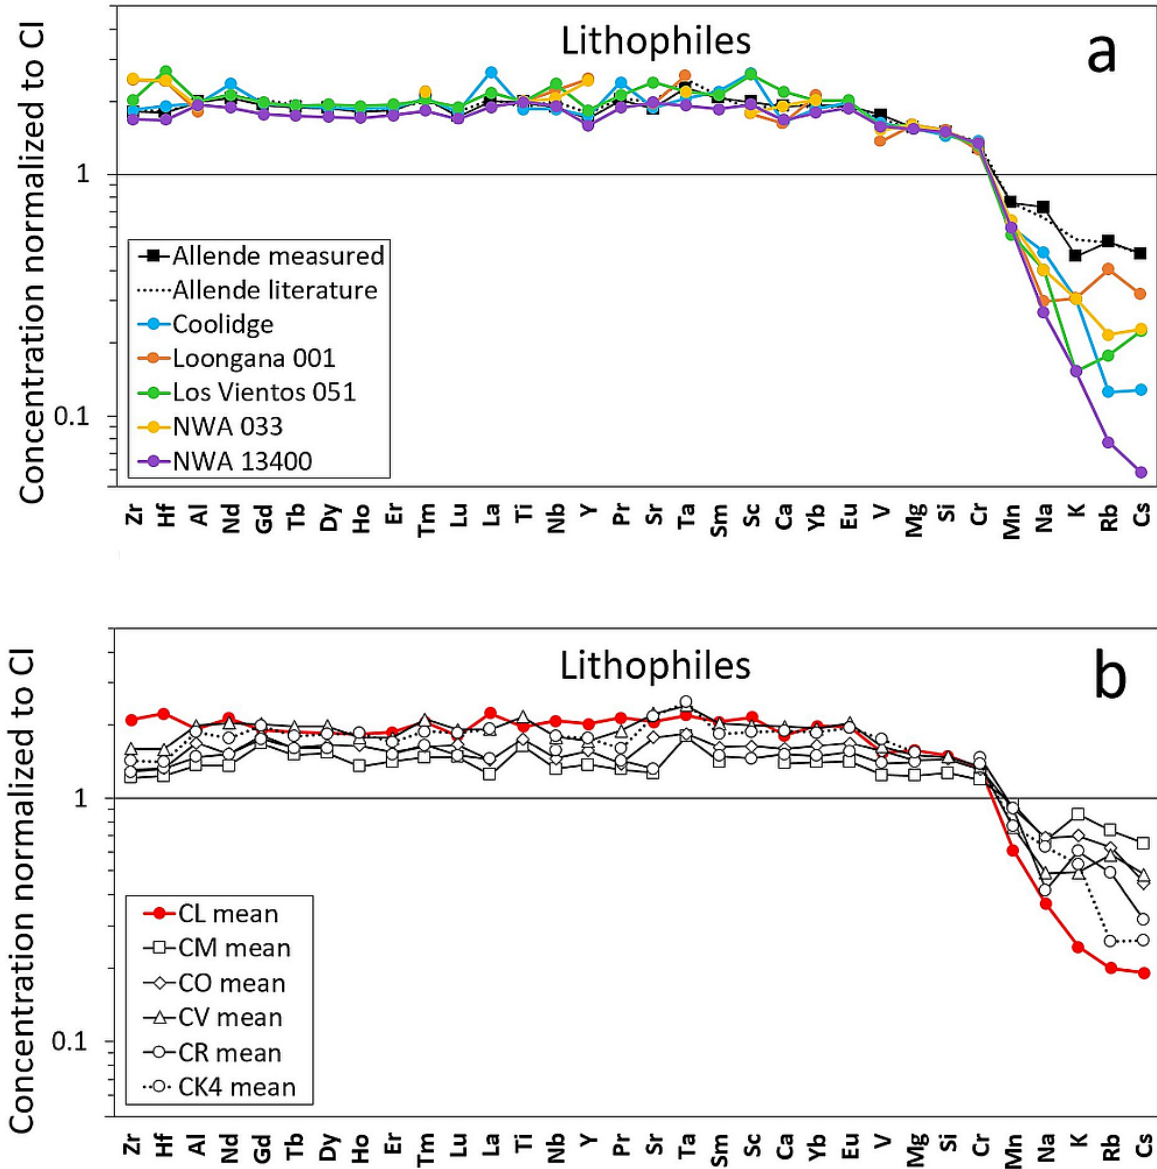 Lithophiles
a
Concentration normalized to CI
1
0.1
Allende measured
Allende literature
Coolidge
Loongana 001
Los Vientos 051
NWA 033
NWA 13400
Zr Hf Al Nd Gd Tb Dy Ho Er Tm Lu La Ti Nb Y Pr Sr Ta Sm Sc Ca Yb Eu V Mg Si Cr Mn Na K Rb Cs
Lithophiles
b
Concentration normalized to CI
1
0.1
CL mean
CM mean
CO mean
CV mean
CR mean
CK4 mean
Zr Hf Al Nd Gd Tb Dy Ho Er Tm Lu La Ti Nb Y Pr Sr Ta Sm Sc Ca Yb Eu V Mg Si Cr Mn Na K Rb Cs